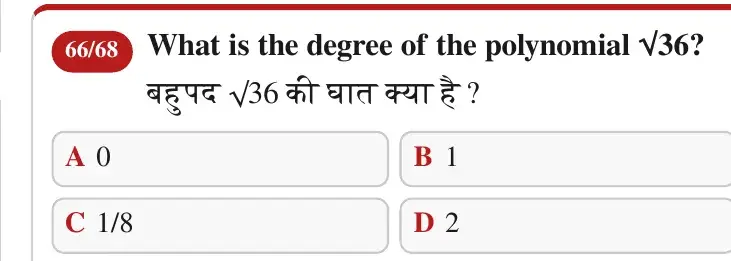 66/68 What is the degree of the polynomial √36?
बहुपद √36 की घात क्या है ?
A 0
B 1
C 1/8
D 2